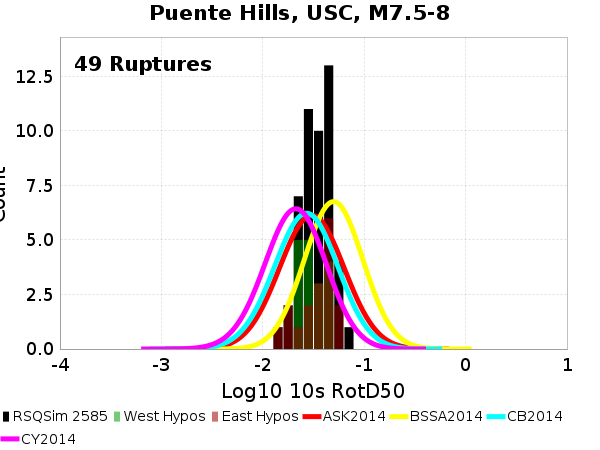 Puente Hills, USC, M7.5-8
49 Ruptures
12.5
10.0
7.5
5.0
2.5
0.0
Count
-4 -3 -2 -1 0 1
Log10 10s RotD50
RSQSim 2585 West Hypos East Hypos ASK2014 BSSA2014 CB2014
CY2014